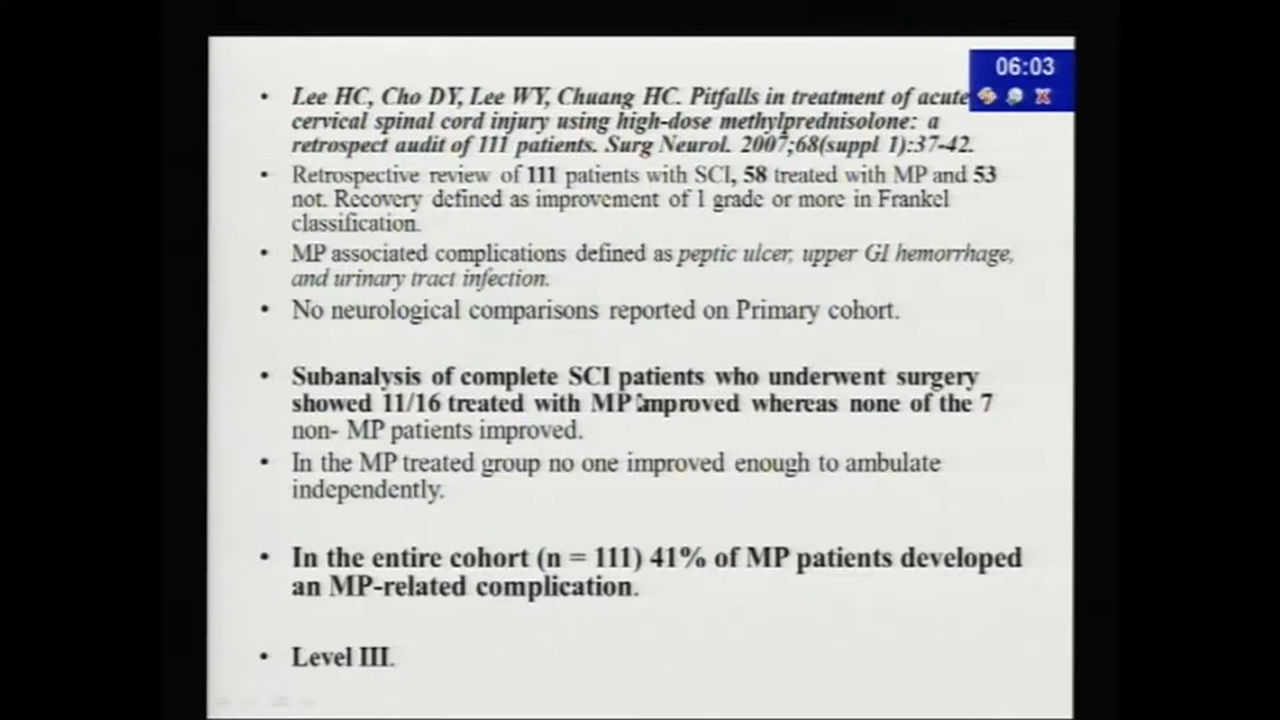 06:03
• Lee HC, Cho DY, Lee WY, Chuang HC. Pitfalls in treatment of acute
cervical spinal cord injury using high-dose methylprednisolone: a
retrospect audit of 111 patients. Surg Neurol. 2007;68(suppl 1):37-42.
• Retrospective review of 111 patients with SCI, 58 treated with MP and 53
not. Recovery defined as improvement of 1 grade or more in Frankel
classification.
• MP associated complications defined as peptic ulcer, upper GI hemorrhage,
and urinary tract infection.
• No neurological comparisons reported on Primary cohort.
• Subanalysis of complete SCI patients who underwent surgery
showed 11/16 treated with MP improved whereas none of the 7
non- MP patients improved.
• In the MP treated group no one improved enough to ambulate
independently.
• In the entire cohort (n = 111) 41% of MP patients developed
an MP-related complication.
• Level III.